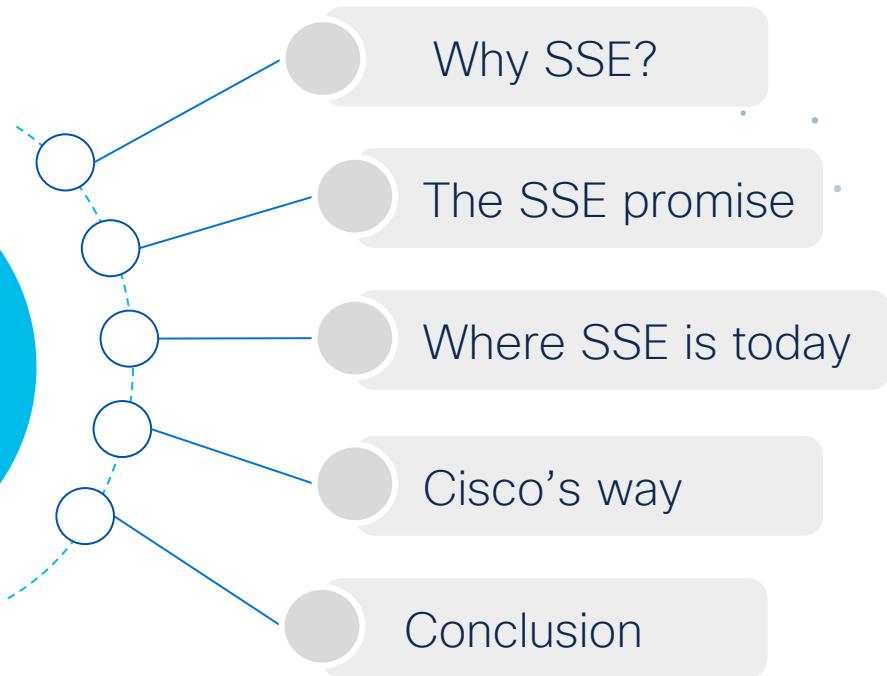 Why SSE?
The SSE promise
Where SSE is today
Cisco’s way
Conclusion